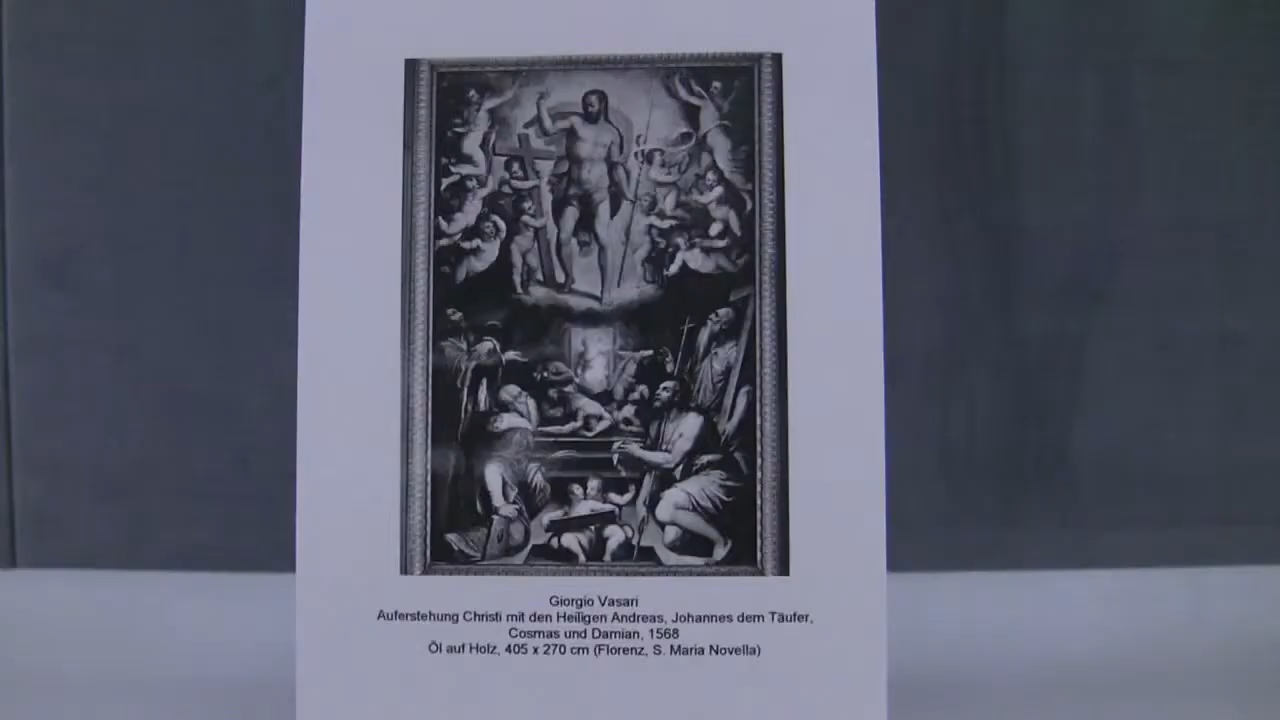 Giorgio Vasari
Auferstehung Christi mit den Heiligen Andreas, Johannes dem Täufer,
Cosmas und Damian, 1568
Öl auf Holz, 405 x 270 cm (Florenz, S. Maria Novella)